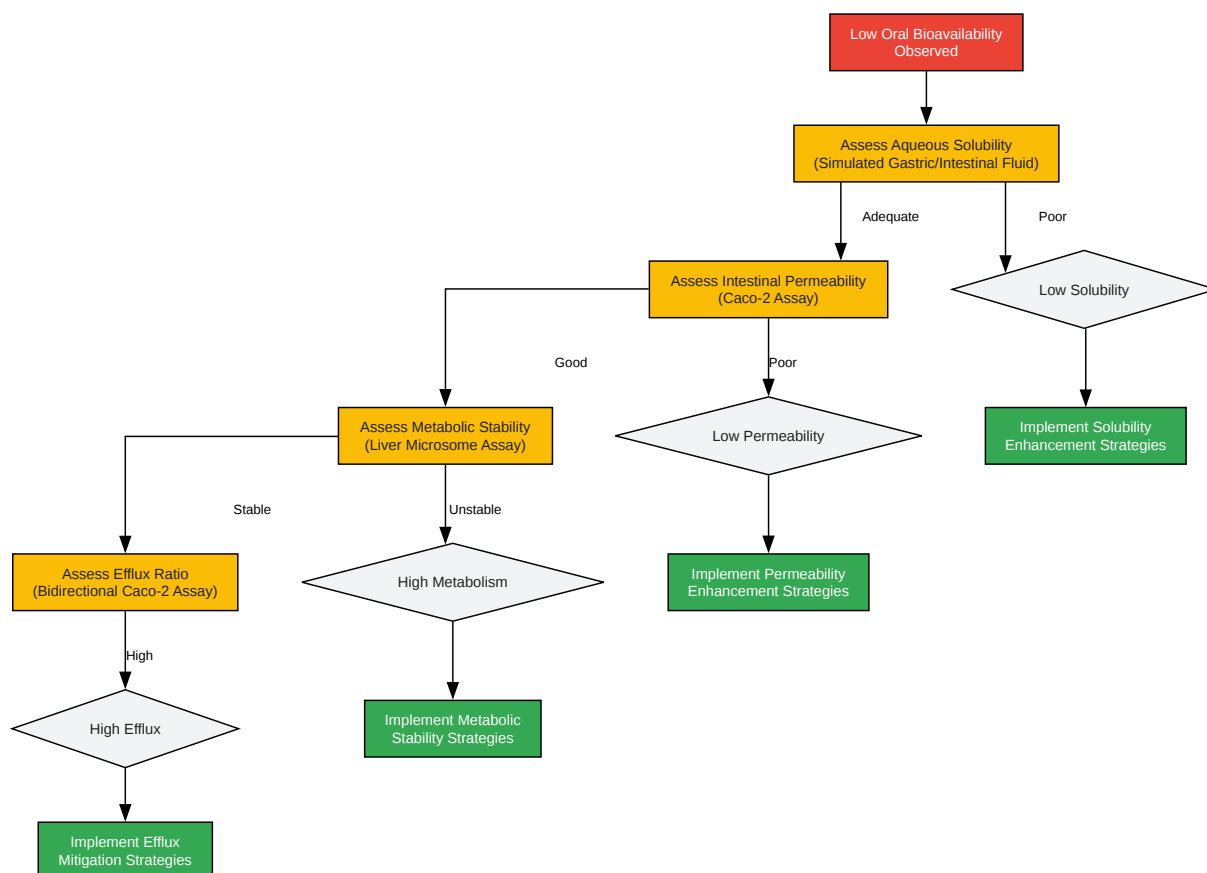 Low Oral Bioavailability
Observed
Assess Aqueous Solubility
(Simulated Gastric/Intestinal Fluid)
Adequate
Poor
Assess Intestinal Permeability
(Caco-2 Assay)
Low Solubility
Good
Poor
Assess Metabolic Stability
(Liver Microsome Assay)
Low Permeability
Implement Solubility
Enhancement Strategies
Stable
Unstable
Assess Efflux Ratio
(Bidirectional Caco-2 Assay)
High Metabolism
Implement Permeability
Enhancement Strategies
High
High Efflux
Implement Metabolic
Stability Strategies
Implement Efflux
Mitigation Strategies